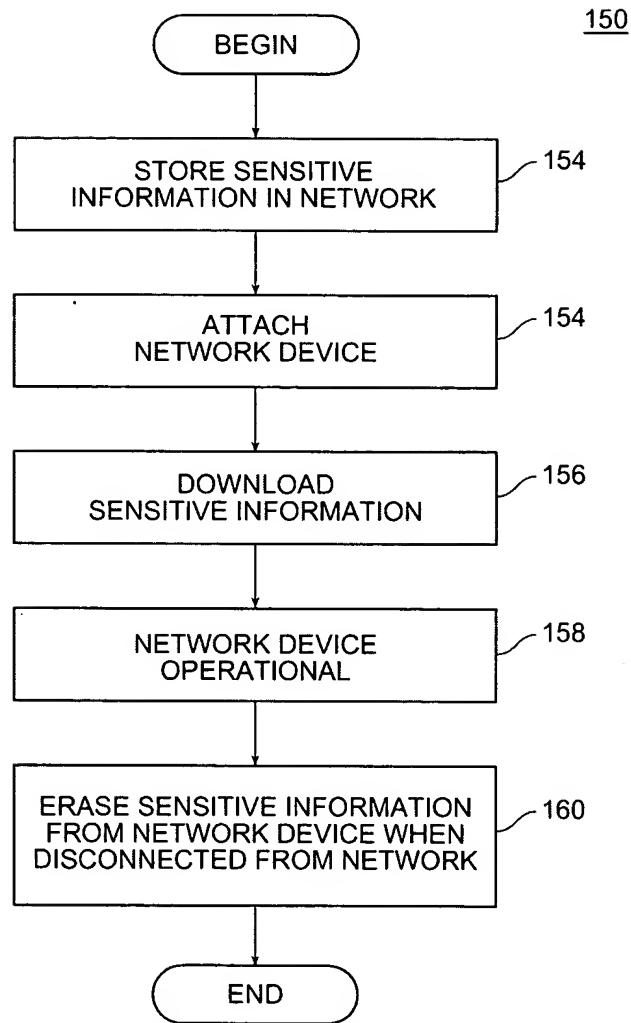 150
BEGIN
STORE SENSITIVE
INFORMATION IN NETWORK
154
ATTACH
NETWORK DEVICE
154
DOWNLOAD
SENSITIVE INFORMATION
156
NETWORK DEVICE
OPERATIONAL
158
ERASE SENSITIVE INFORMATION
FROM NETWORK DEVICE WHEN
DISCONNECTED FROM NETWORK
160
END